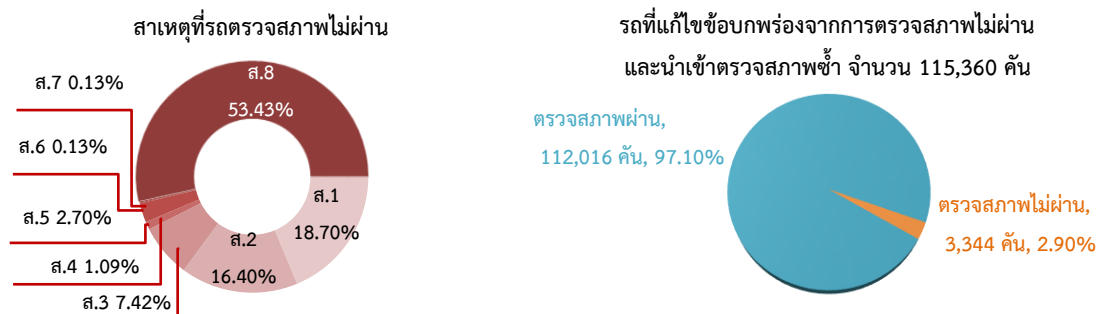 สาเหตุที่รถตรวจสภาพไม่ผ่าน
ส.8
53.43%
ส.7 0.13%
ส.6 0.13%
ส.5 2.70%
ส.4 1.09%
ส.3 7.42%
ส.2
16.40%
ส.1
18.70%
รถที่แก้ไขข้อบกพร่องจากการตรวจสภาพไม่ผ่าน
และนำเข้าตรวจสภาพซ้ำ จำนวน 115,360 คัน
ตรวจสภาพผ่าน,
112,016 คัน, 97.10%
ตรวจสภาพไม่ผ่าน,
3,344 คัน, 2.90%